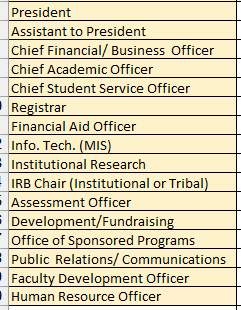 President
Assistant to President
Chief Financial/ Business Officer
Chief Academic Officer
Chief Student Service Officer
Registrar
Financial Aid Officer
Info. Tech. (MIS)
Institutional Research
IRB Chair (Institutional or Tribal)
Assessment Officer
Development/Fundraising
Office of Sponsored Programs
Public Relations/ Communications
Faculty Development Officer
Human Resource Officer